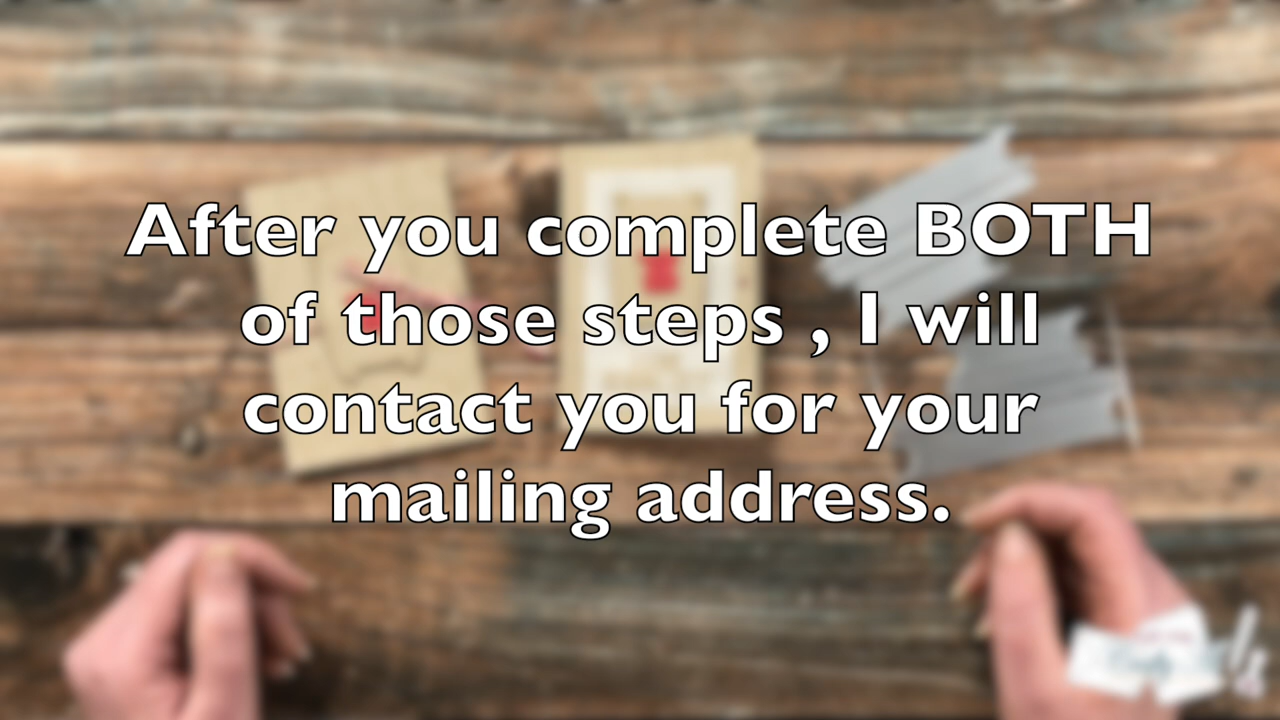 After you complete BOTH
of those steps , I will
contact you for your
mailing address.